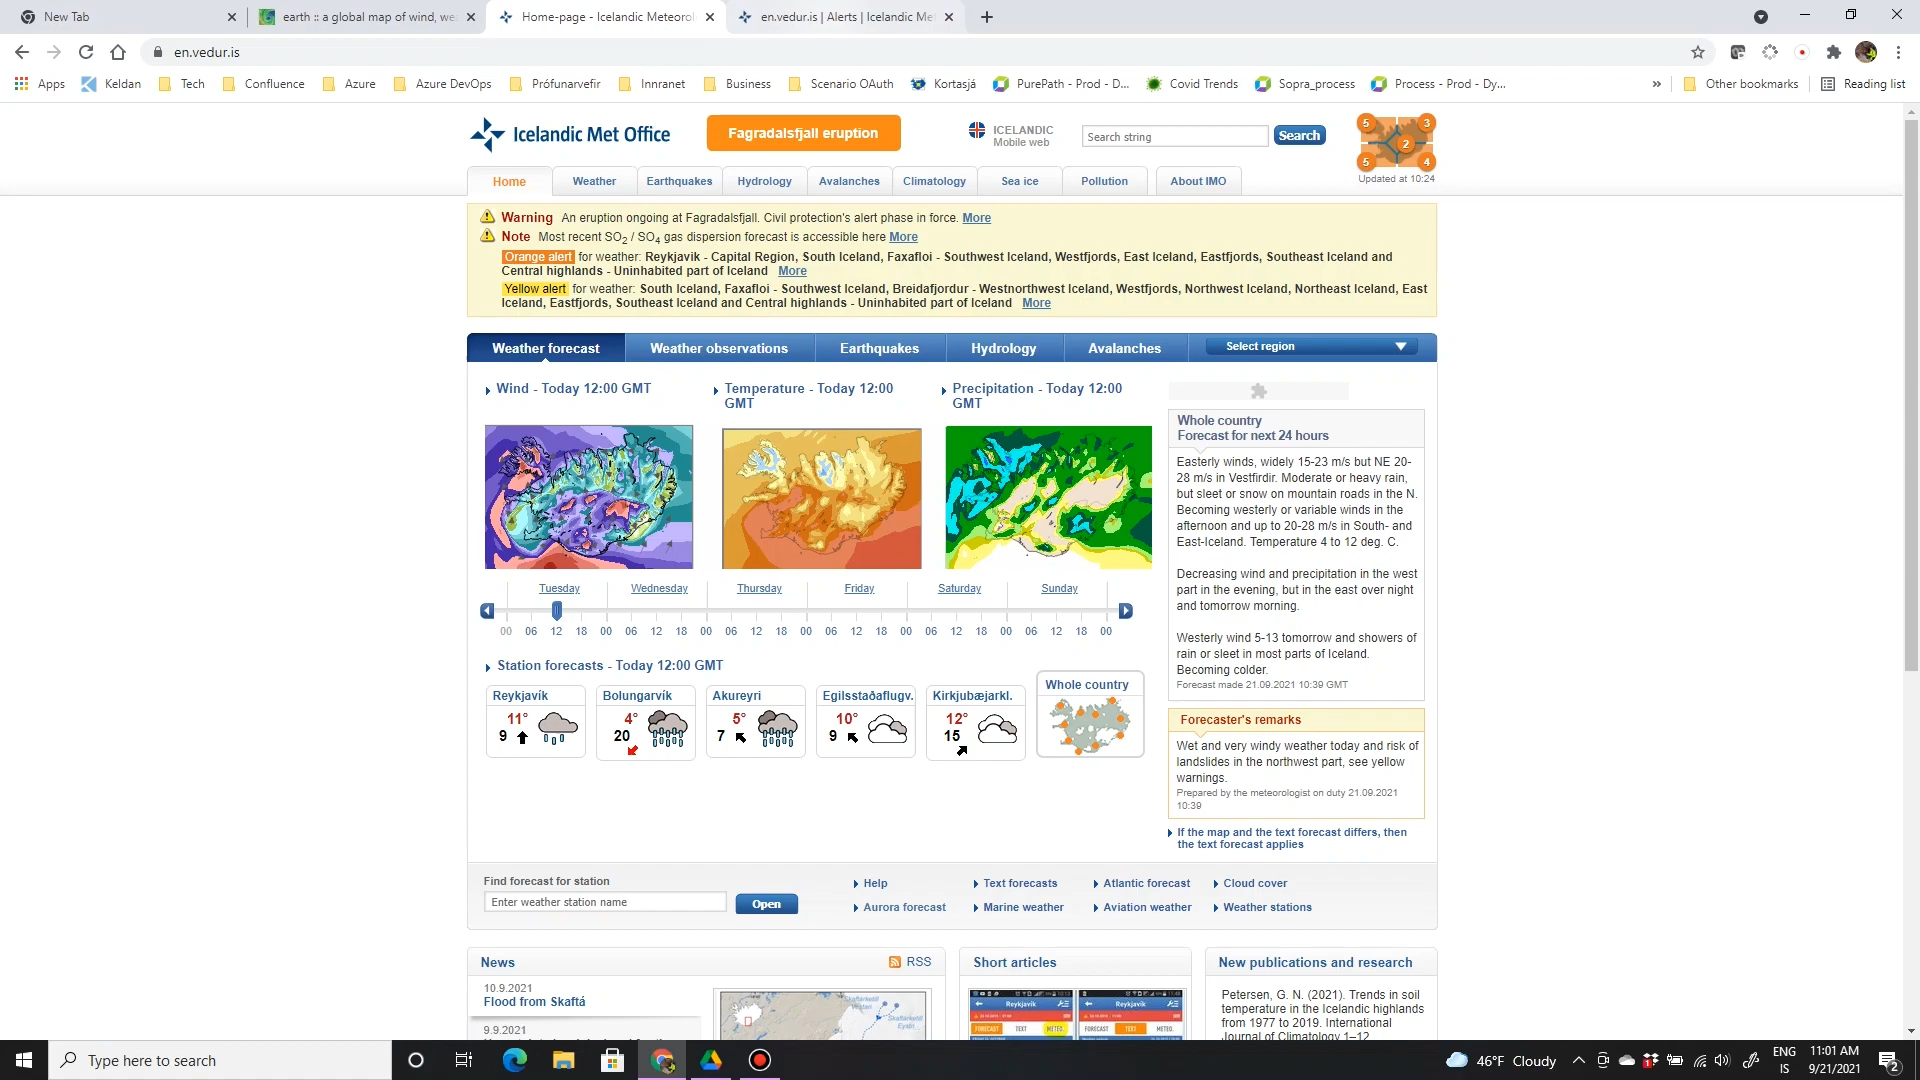 New Tab
earth :: a global map of wind, we
Home-page - Icelandic Meteorol
en.vedur.is | Alerts | Icelandic Me
en.vedur.is
Apps
Keldan
Tech
Confluence
Azure
Azure DevOps
Prófunarvefir
Innranet
Business
Scenario OAuth
Kortasjá
PurePath - Prod - D...
Covid Trends
Sopra_process
Process - Prod - Dy...
»
Other bookmarks
Reading list
Icelandic Met Office
Fagradalsfjall eruption
ICELANDIC
Mobile web
Search string
Search
5
3
2
5
4
Updated at 10:24
Home
Weather
Earthquakes
Hydrology
Avalanches
Climatology
Sea ice
Pollution
About IMO
Warning An eruption ongoing at Fagradalsfjall. Civil protection's alert phase in force. More
Note Most recent SO2 / SO4 gas dispersion forecast is accessible here More
Orange alert for weather: Reykjavik - Capital Region, South Iceland, Faxafloi - Southwest Iceland, Westfjords, East Iceland, Eastfjords, Southeast Iceland and
Central highlands - Uninhabited part of Iceland More
Yellow alert for weather: South Iceland, Faxafloi - Southwest Iceland, Breidafjordur - Westnorthwest Iceland, Westfjords, Northwest Iceland, Northeast Iceland, East
Iceland, Eastfjords, Southeast Iceland and Central highlands - Uninhabited part of Iceland More
Weather forecast
Weather observations
Earthquakes
Hydrology
Avalanches
Select region
Wind - Today 12:00 GMT
Temperature - Today 12:00
GMT
Precipitation - Today 12:00
GMT
Tuesday
Wednesday
Thursday
Friday
Saturday
Sunday
00 06 12 18 00 06 12 18 00 06 12 18 00 06 12 18 00 06 12 18 00 06 12 18 00
Station forecasts - Today 12:00 GMT
Reykjavík
11°
9
Bolungarvík
4°
20
Akureyri
5°
7
Egilsstaðaflugv.
10°
9
Kirkjubæjarkl.
12°
15
Whole country
Whole country
Forecast for next 24 hours
Easterly winds, widely 15-23 m/s but NE 20-
28 m/s in Vestfirdir. Moderate or heavy rain,
but sleet or snow on mountain roads in the N.
Becoming westerly or variable winds in the
afternoon and up to 20-28 m/s in South- and
East-Iceland. Temperature 4 to 12 deg. C.
Decreasing wind and precipitation in the west
part in the evening, but in the east over night
and tomorrow morning.
Westerly wind 5-13 tomorrow and showers of
rain or sleet in most parts of Iceland.
Becoming colder.
Forecast made 21.09.2021 10:39 GMT
Forecaster's remarks
Wet and very windy weather today and risk of
landslides in the northwest part, see yellow
warnings.
Prepared by the meteorologist on duty 21.09.2021
10:39
If the map and the text forecast differs, then
the text forecast applies
Find forecast for station
Enter weather station name
Open
Help
Text forecasts
Atlantic forecast
Cloud cover
Aurora forecast
Marine weather
Aviation weather
Weather stations
News
RSS
10.9.2021
Flood from Skaftá
9.9.2021
Short articles
Reykjavík
FORECAST TEXT METEO.
Reykjavík
FORECAST TEXT METEO.
New publications and research
Petersen, G. N. (2021). Trends in soil
temperature in the Icelandic highlands
from 1977 to 2019. International
Journal of Climatology 1–12
Type here to search
46°F Cloudy
ENG
IS
11:01 AM
9/21/2021
2